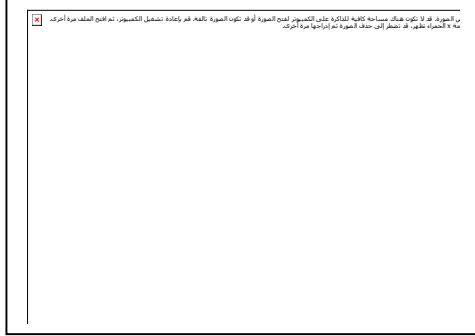 ي الصورة. قد لا تكون هناك مساحة كافية للذاكرة على الكمبيوتر لفتح الصورة أو قد تكون الصورة تالفة. قم بإعادة تشغيل الكمبيوتر، ثم افتح الملف مرة أخرى.
مة x الحمراء تظهر، قد تضطر إلى حذف الصورة ثم إدراجها مرة أخرى.